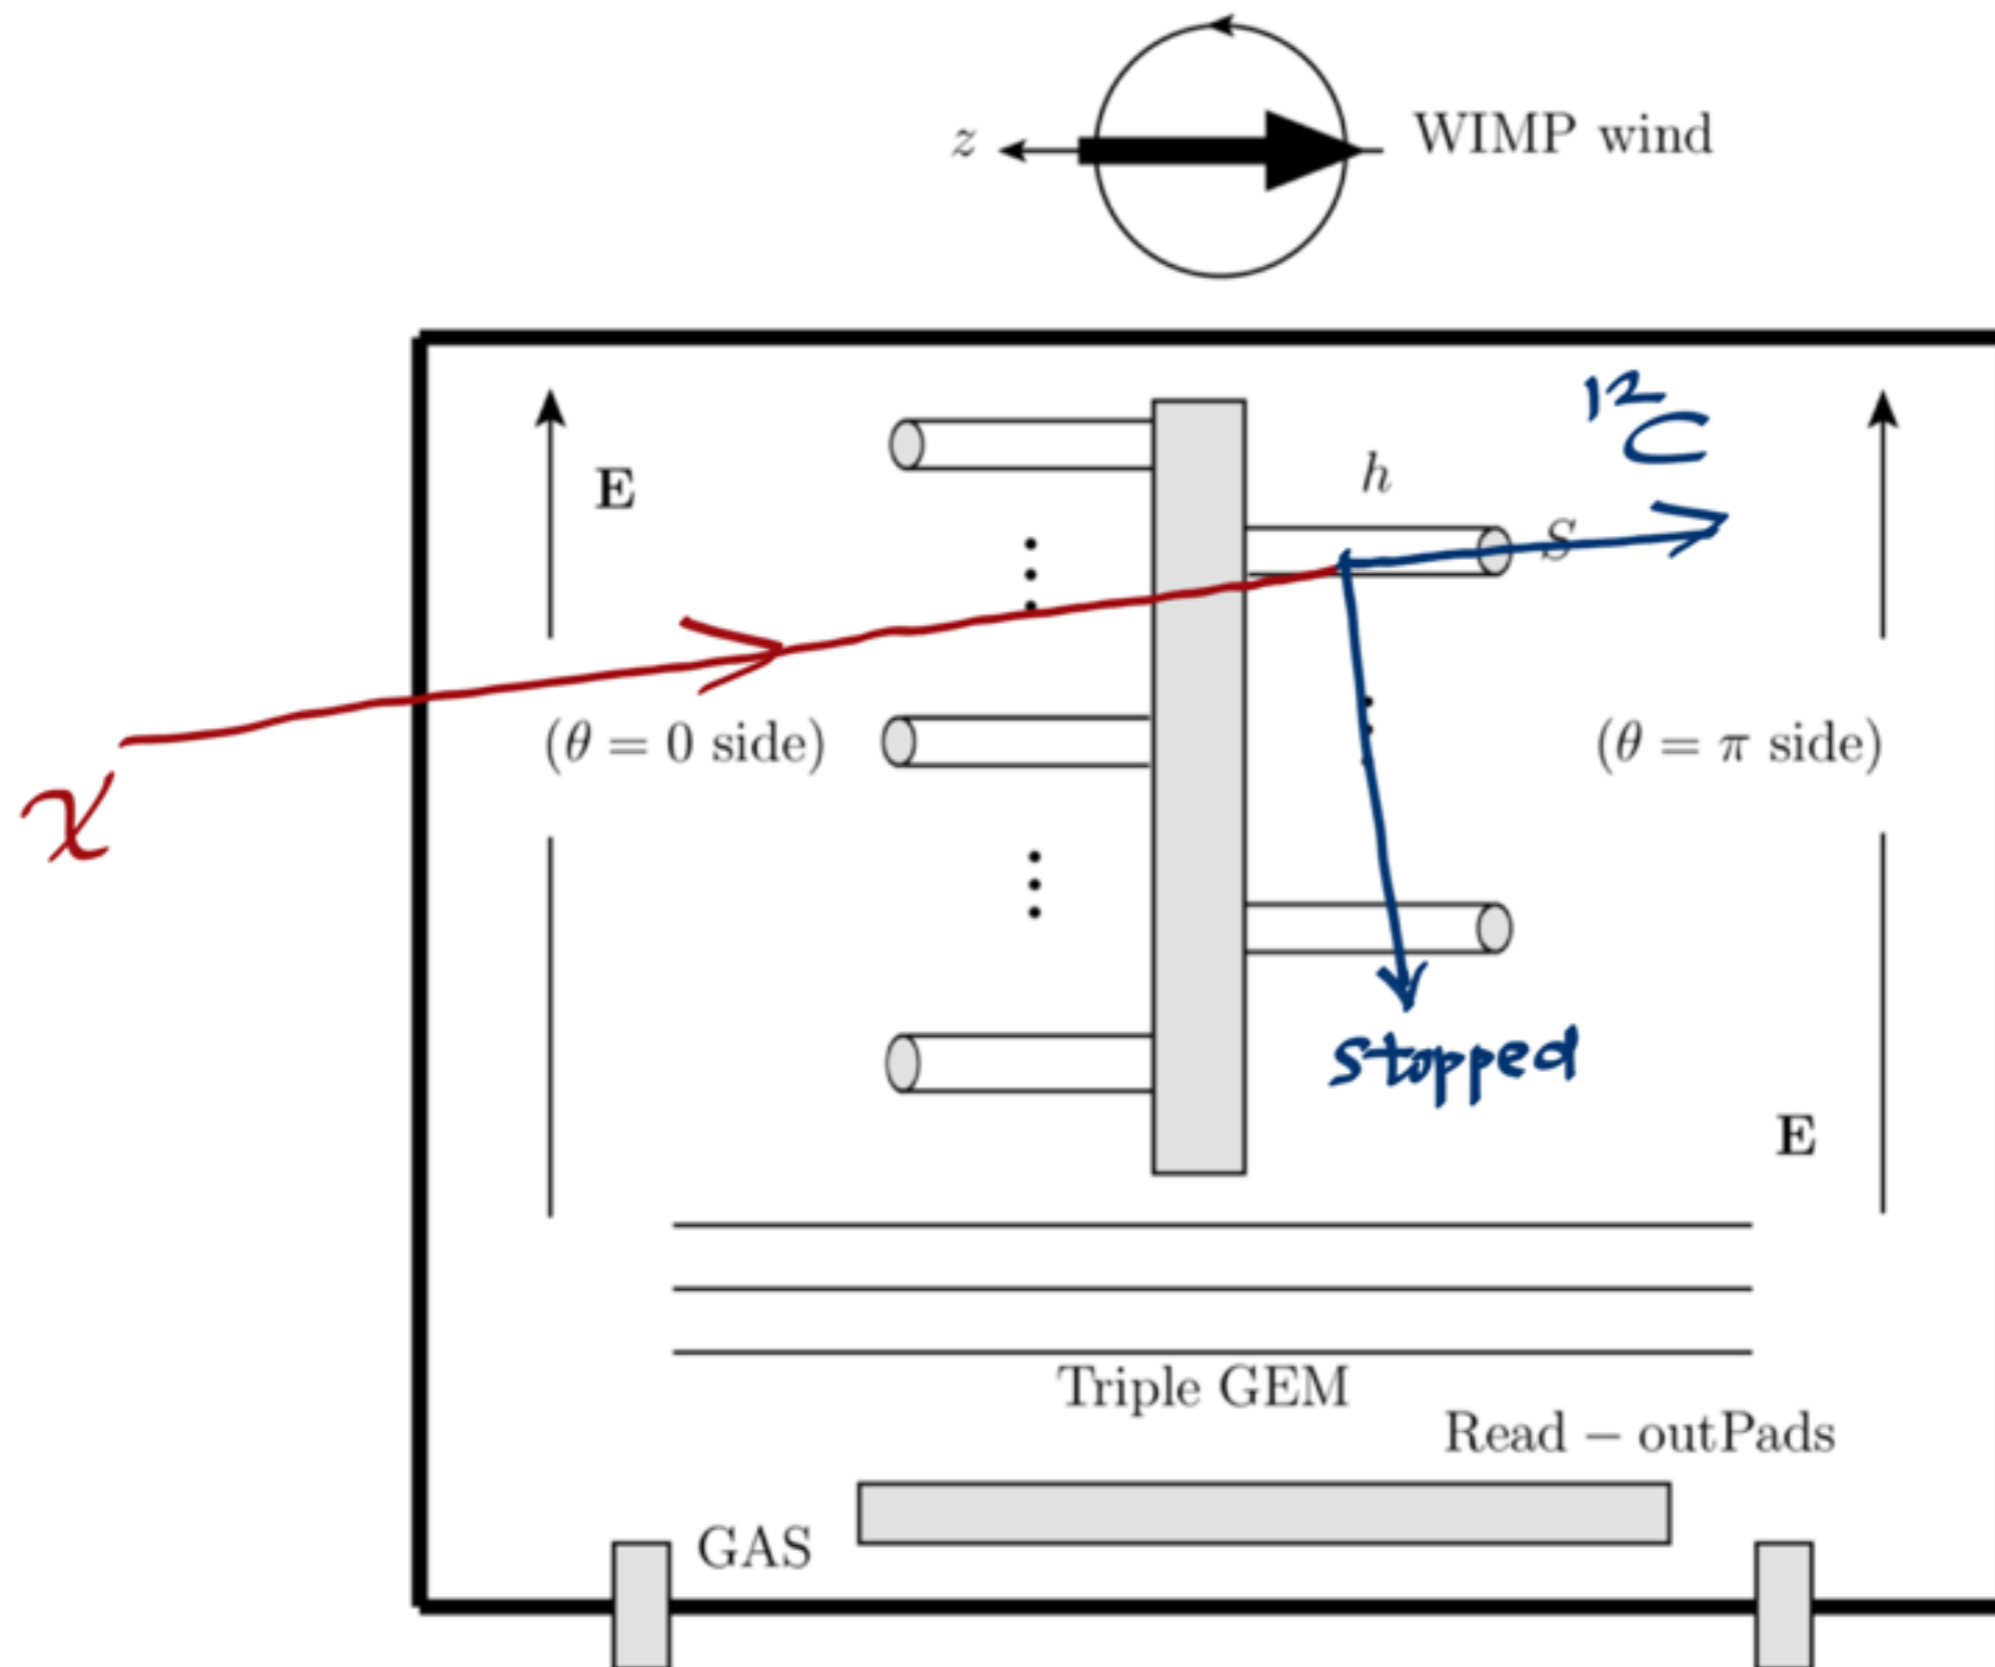 z
WIMP wind
¹²C
E
h
S
(θ = 0 side)
(θ = π side)
χ
stopped
E
Triple GEM
Read − outPads
GAS